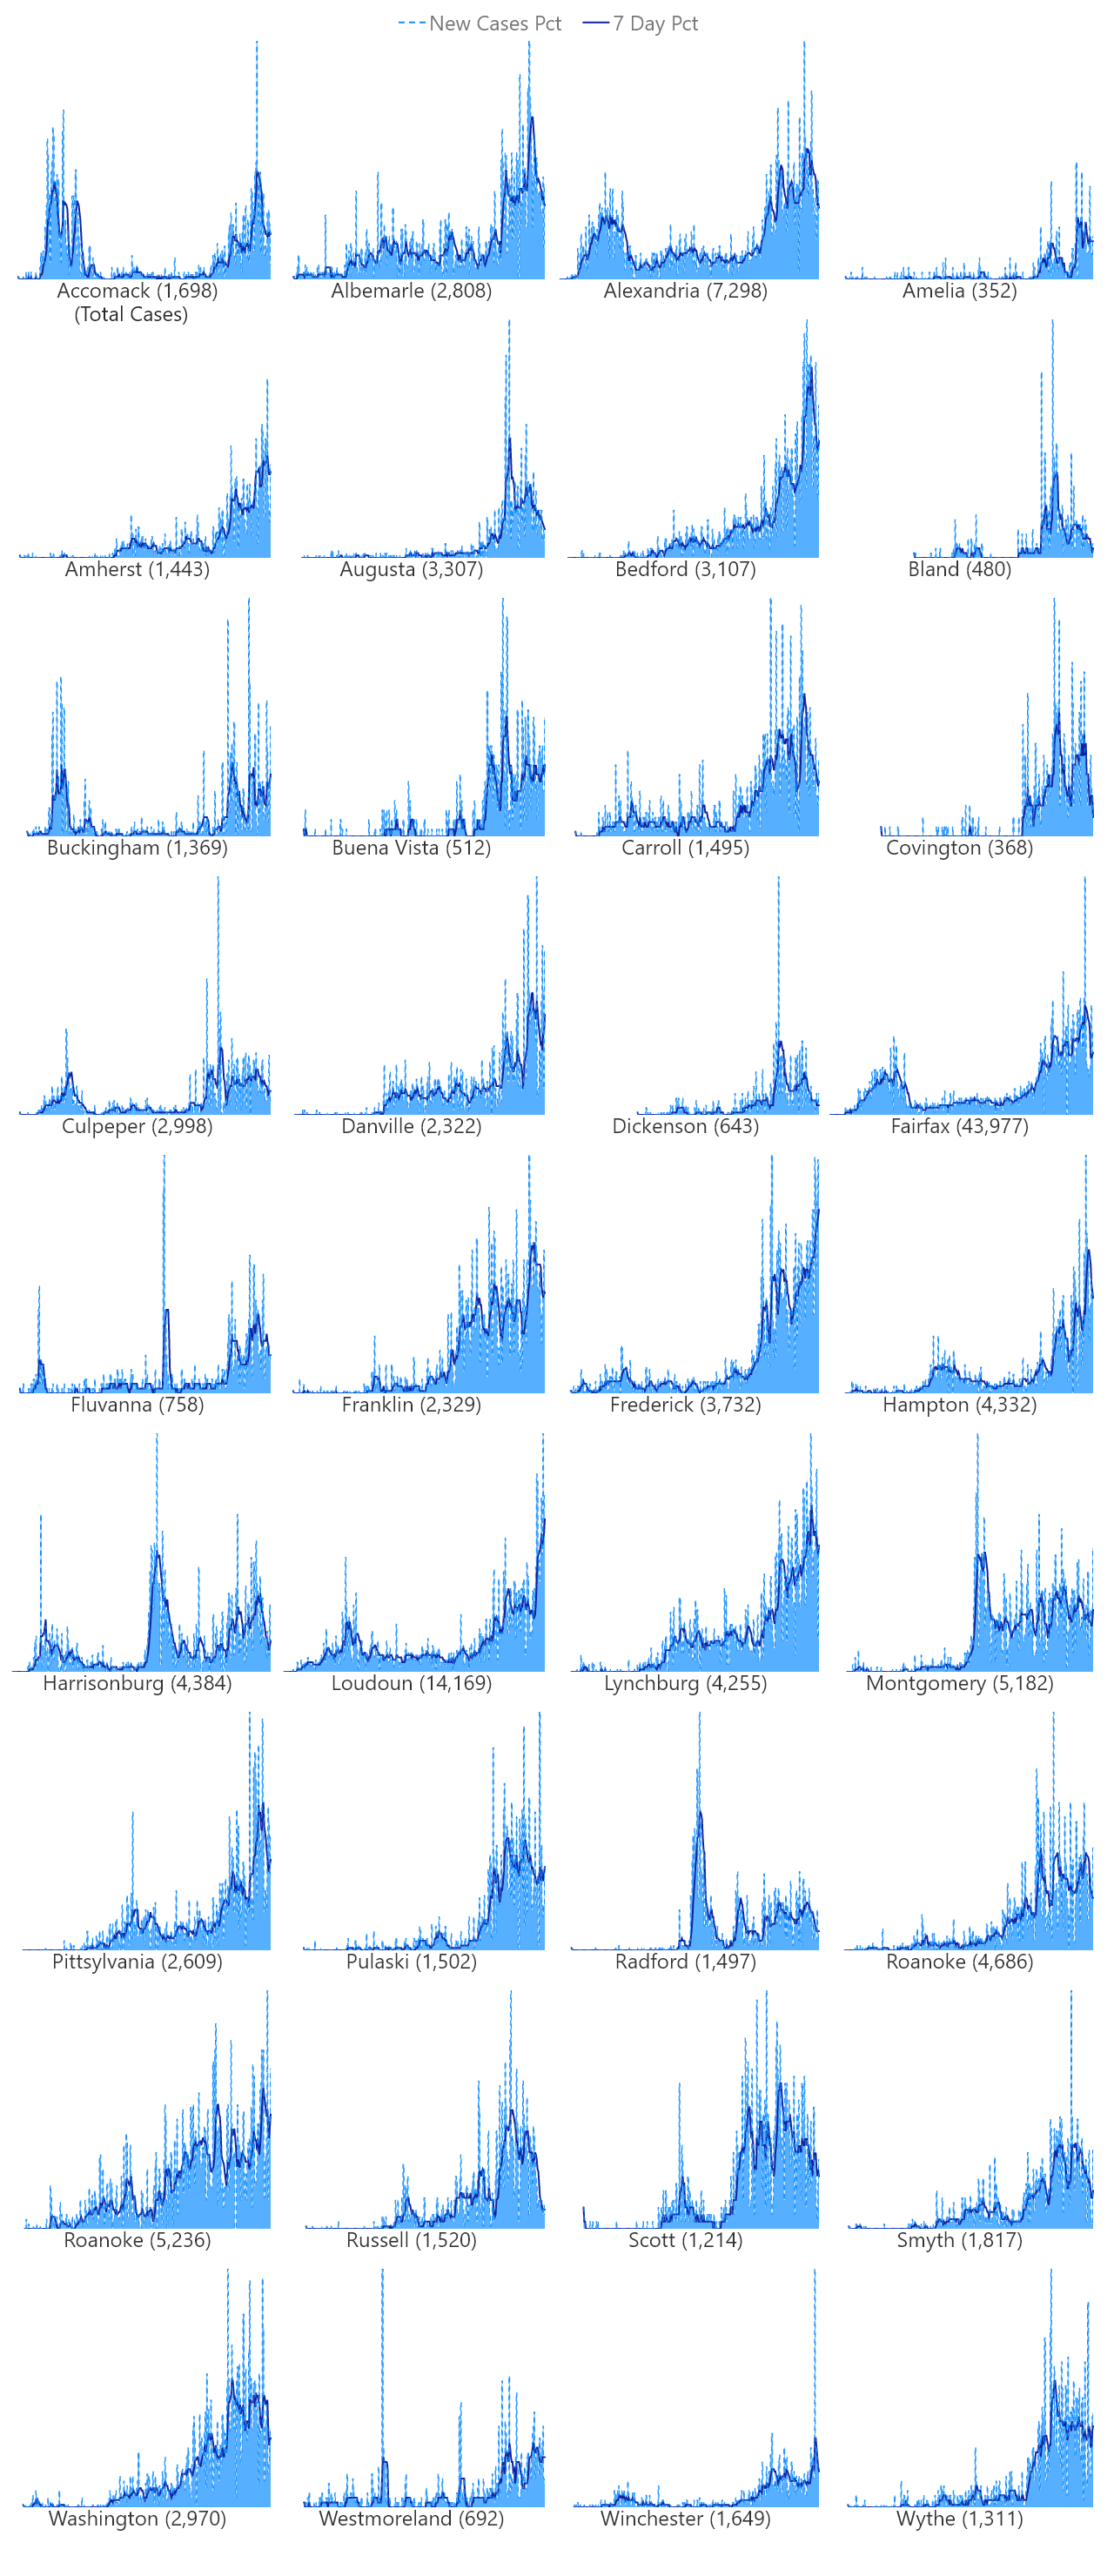 New Cases Pct 7 Day Pct
Accomack (1,698) Albemarle (2,808) Alexandria (7,298) Amelia (352)
(Total Cases)
Amherst (1,443) Augusta (3,307) Bedford (3,107) Bland (480)
Buckingham (1,369) Buena Vista (512) Carroll (1,495) Covington (368)
Culpeper (2,998) Danville (2,322) Dickenson (643) Fairfax (43,977)
Fluvanna (758) Franklin (2,329) Frederick (3,732) Hampton (4,332)
Harrisonburg (4,384) Loudoun (14,169) Lynchburg (4,255) Montgomery (5,182)
Pittsylvania (2,609) Pulaski (1,502) Radford (1,497) Roanoke (4,686)
Roanoke (5,236) Russell (1,520) Scott (1,214) Smyth (1,817)
Washington (2,970) Westmoreland (692) Winchester (1,649) Wythe (1,311)